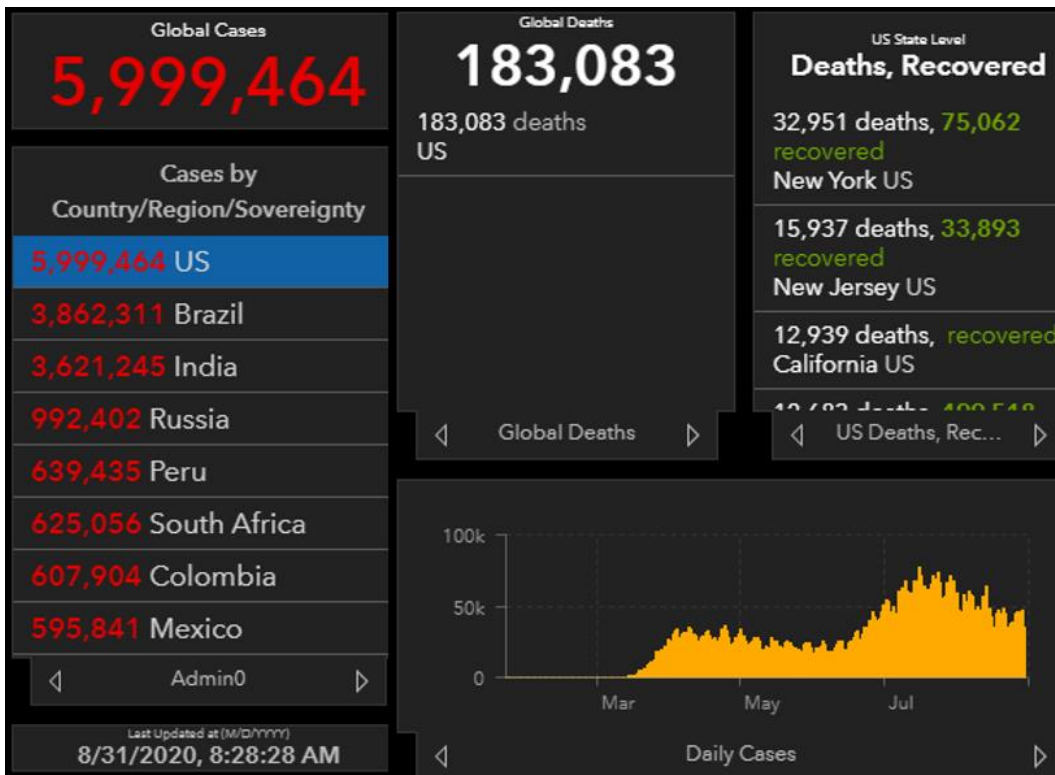 Global Cases
5,999,464
Cases by
Country/Region/Sovereignty
5,999,464 US
3,862,311 Brazil
3,621,245 India
992,402 Russia
639,435 Peru
625,056 South Africa
607,904 Colombia
595,841 Mexico
Admin0
Last Updated at (M/D/YYYY)
8/31/2020, 8:28:28 AM
Global Deaths
183,083
183,083 deaths
US
Global Deaths
US State Level
Deaths, Recovered
32,951 deaths, 75,062
recovered
New York US
15,937 deaths, 33,893
recovered
New Jersey US
12,939 deaths, recovered
California US
US Deaths, Rec...
100k
50k
0
Mar
May
Jul
Daily Cases